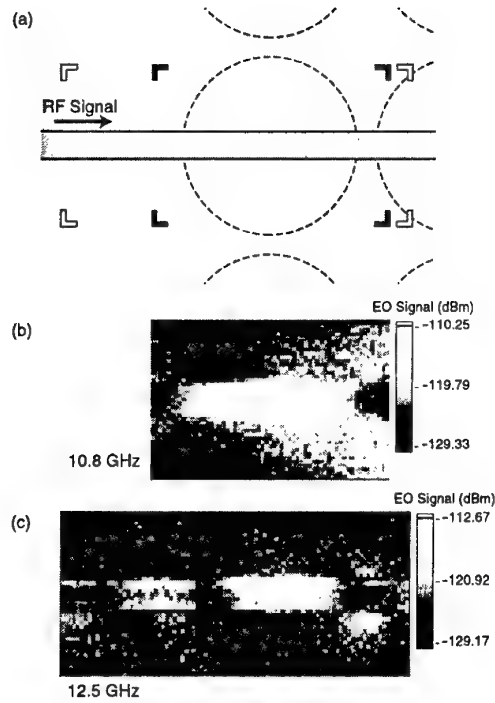 (a)
RF Signal
EO Signal (dBm)
(b)
-110.25
-119.79
-129.33
10.8 GHz
EO Signal (dBm)
(c)
-112.67
-120.92
-129.17
12.5 GHz